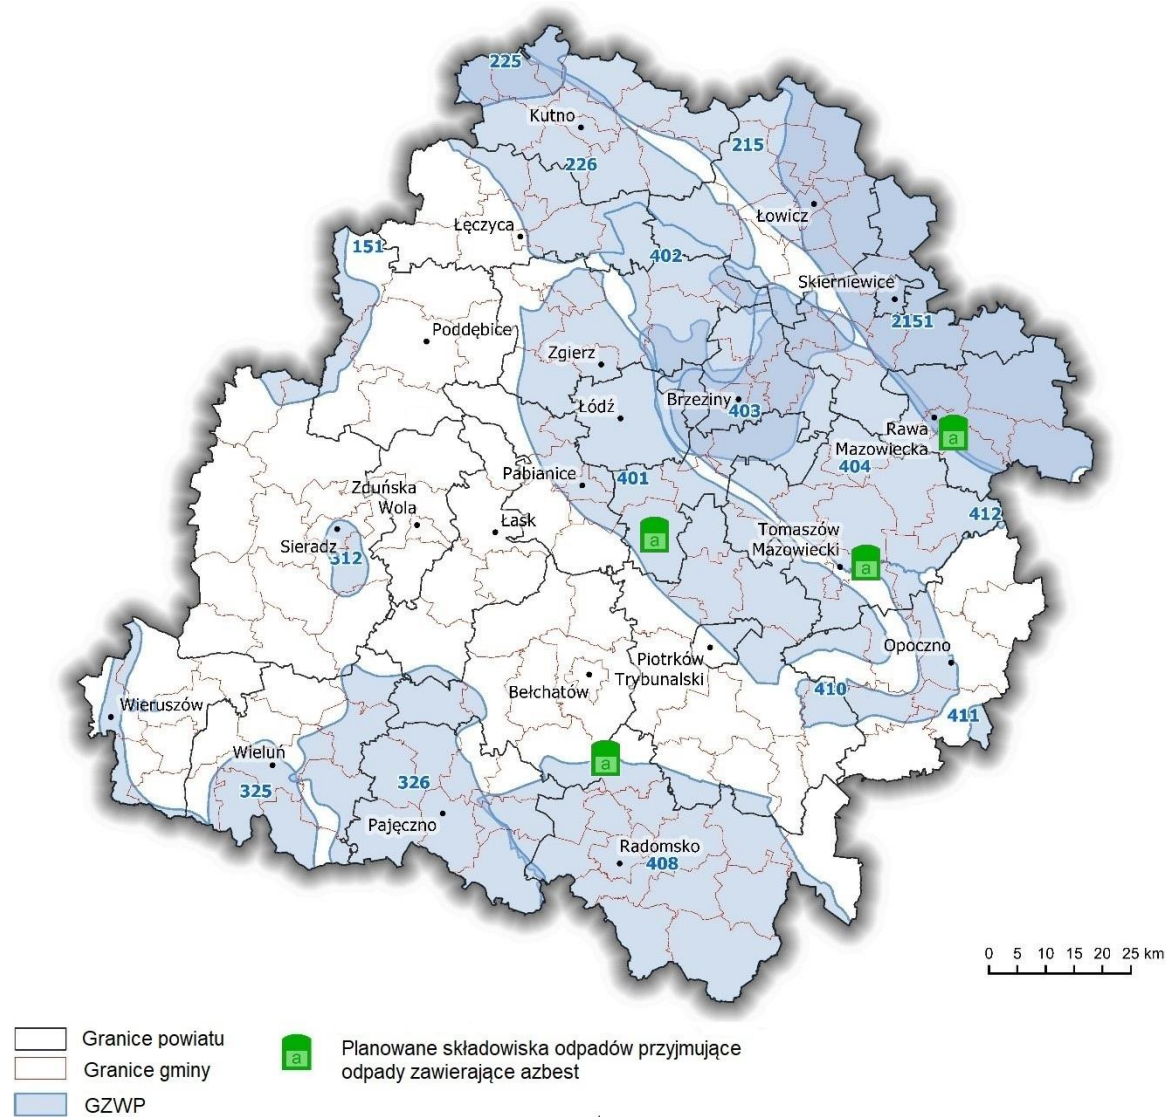 225
Kutno
215
226
Łowicz
Łęczyca
151
402
Skierniewice
2151
Poddębice
Zgierz
Brzeziny
403
Łódź
Rawa
Mazowiecka
a
404
Pabianice
401
Zduńska
Wola
Łask
412
Sieradz
312
a
Tomaszów
Mazowiecki
a
Opoczno
Piotrków
Trybunalski
Bełchatów
410
411
Wieruszów
Wieluń
325
326
a
Pajęczno
Radomsko
408
0 5 10 15 20 25 km
Granice powiatu
Granice gminy
GZWP
a
Planowane składowiska odpadów przyjmujące
odpady zawierające azbest